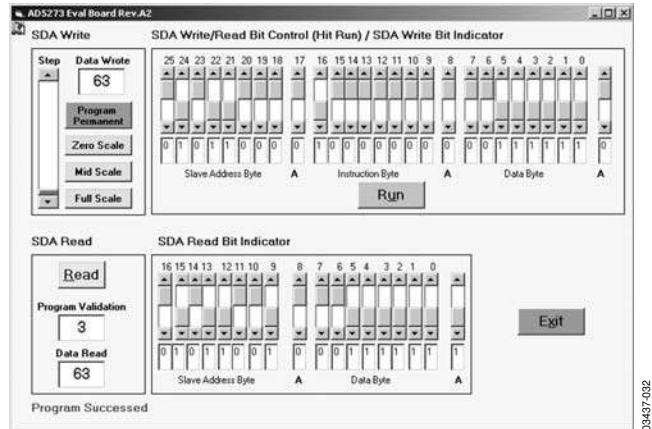 AD5273 Eval Board Rev.A2
SDA Write
SDA Write/Read Bit Control (Hit Run) / SDA Write Bit Indicator
Step
Data Wrote
63
Program Permanent
Zero Scale
Mid Scale
Full Scale
25 24 23 22 21 20 19 18 17 16 15 14 13 12 11 10 9 8 7 6 5 4 3 2 1 0
0 1 0 1 1 0 0 0 0 1 0 0 0 0 0 0 0 0 0 0 1 1 1 1 1 1 0
Slave Address Byte A Instruction Byte A Data Byte A
Run
SDA Read
SDA Read Bit Indicator
Read
Program Validation
3
Data Read
63
16 15 14 13 12 11 10 9 8 7 6 5 4 3 2 1 0
0 1 0 1 1 0 0 1 0 0 0 1 1 1 1 1 1 1
Slave Address Byte A Data Byte A
Exit
Program Successed
03437-032